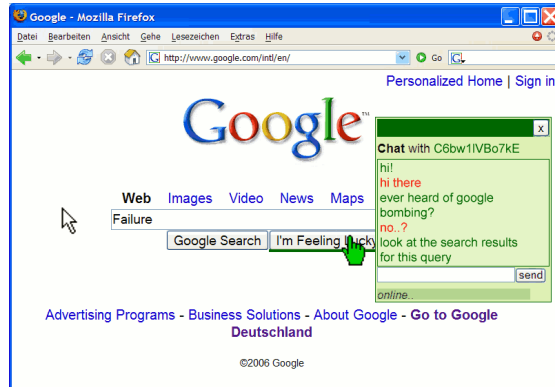 Google - Mozilla Firefox
Datei Bearbeiten Ansicht Gehe Lesezeichen Extras Hilfe
http://www.google.com/intl/en/ Go
Personalized Home | Sign in
Google™
x
Chat with C6bw1IVBo7kE
hi!
hi there
ever heard of google
bombing?
no..?
look at the search results
for this query
send
online..
Web Images Video News Maps
Failure
Google Search I'm Feeling Lucky
Advertising Programs - Business Solutions - About Google - Go to Google
Deutschland
©2006 Google